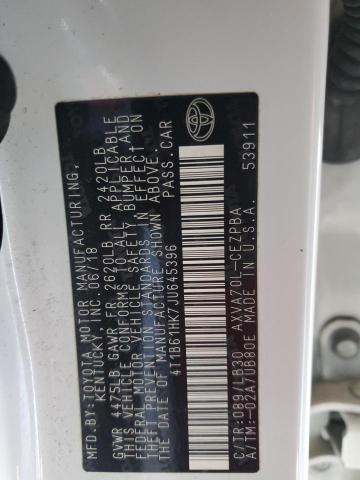 MFD.BY-TOYOTA MOTOR MANUFACTURING,
KENTUCKY, INC. 06/18
GVWR 4475LB GAWR FR 2620LB RR 2420LB
THIS VEHICLE CONFORMS TO ALL APPLICABLE
FEDERAL MOTOR VEHICLE SAFETY, BUMPER, AND
THEFT PREVENTION STANDARDS IN EFFECT ON
THE DATE OF MANUFACTURE SHOWN ABOVE.
4T1B61HK7JU645396 PASS.CAR
C/TR:089/LB30 AXVA70L-CEZPBA
A/TM:-02A/UB80E MADE IN U.S.A. 53911